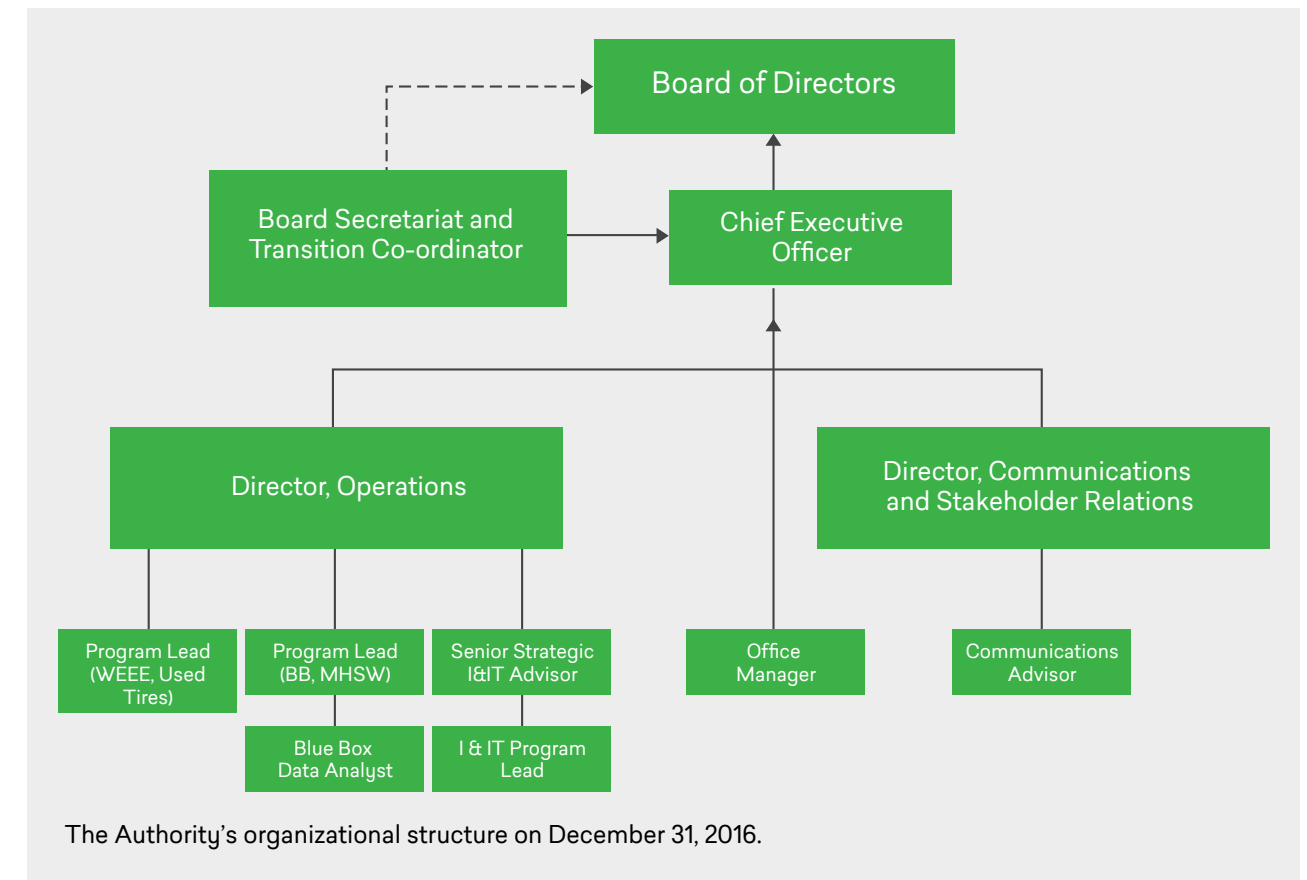 Board of Directors
Board Secretariat and
Transition Co-ordinator
Chief Executive
Officer
Director, Operations
Director, Communications
and Stakeholder Relations
Program Lead
(WEEE, Used
Tires)
Program Lead
(BB, MHSW)
Senior Strategic
I&IT Advisor
Office
Manager
Communications
Advisor
Blue Box
Data Analyst
I & IT Program
Lead
The Authority's organizational structure on December 31, 2016.